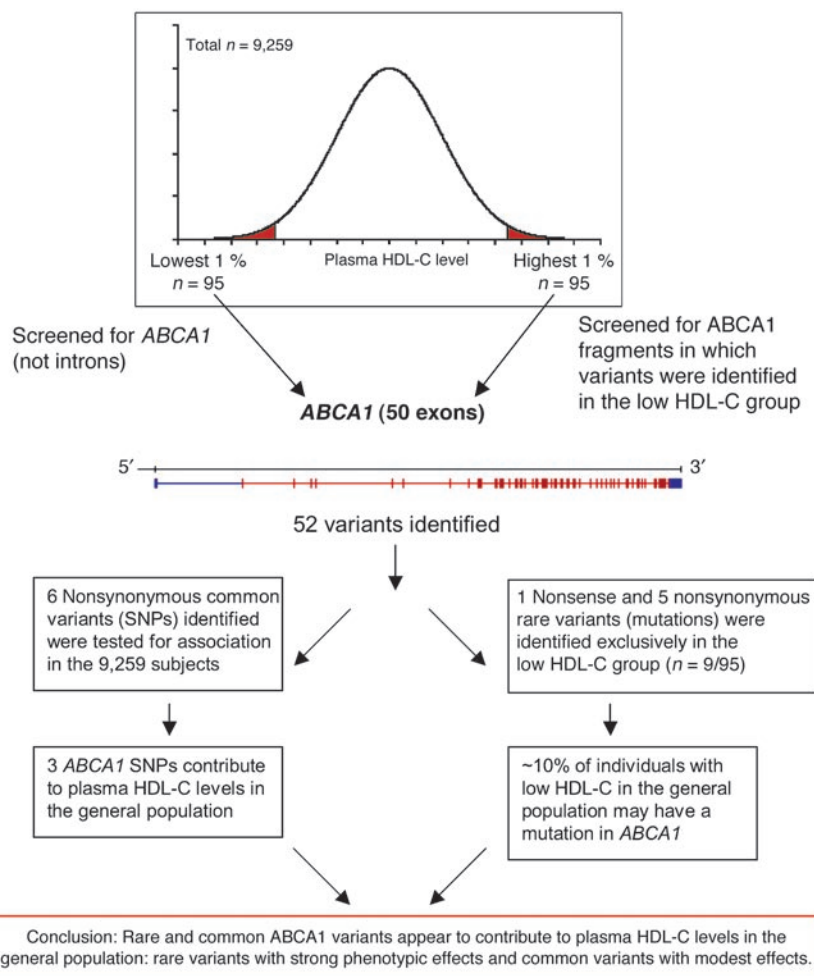 Total n = 9,259
Lowest 1 %
n = 95
Plasma HDL-C level
Highest 1 %
n = 95
Screened for ABCA1
(not introns)
Screened for ABCA1
fragments in which
variants were identified
in the low HDL-C group
ABCA1 (50 exons)
5′
3′
52 variants identified
6 Nonsynonymous common
variants (SNPs) identified
were tested for association
in the 9,259 subjects
1 Nonsense and 5 nonsynonymous
rare variants (mutations) were
identified exclusively in the
low HDL-C group (n = 9/95)
3 ABCA1 SNPs contribute
to plasma HDL-C levels in
the general population
~10% of individuals with
low HDL-C in the general
population may have a
mutation in ABCA1
Conclusion: Rare and common ABCA1 variants appear to contribute to plasma HDL-C levels in the
general population: rare variants with strong phenotypic effects and common variants with modest effects.